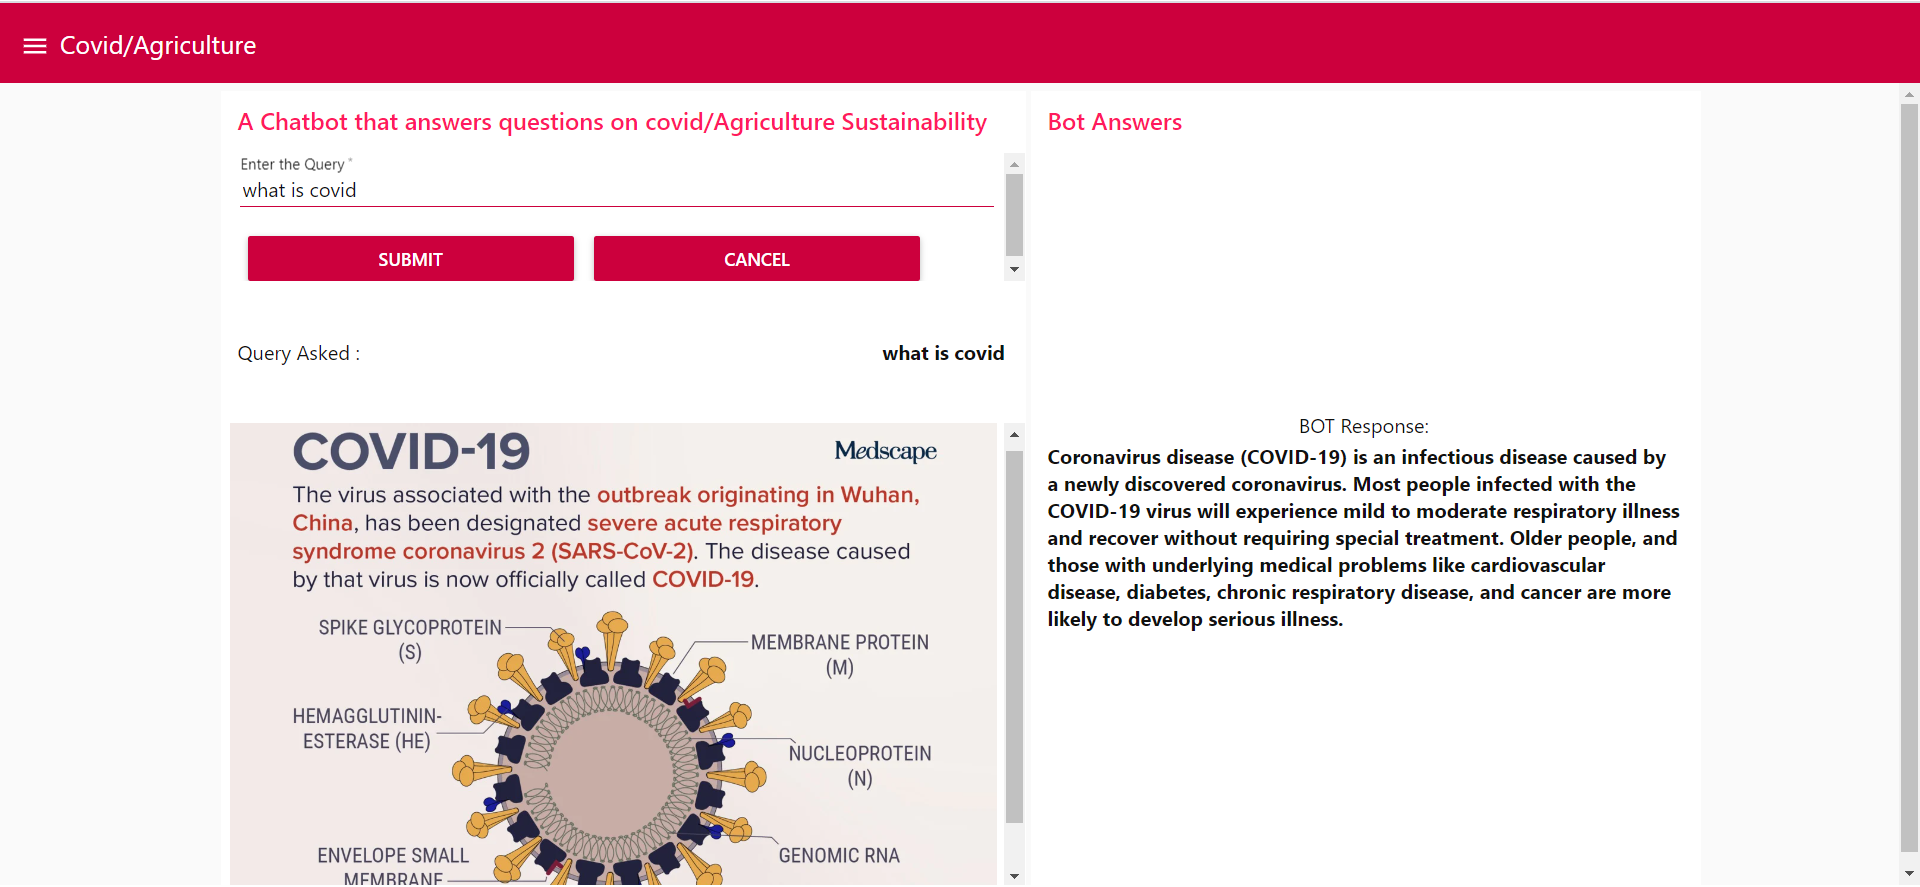 Covid/Agriculture
A Chatbot that answers questions on covid/Agriculture Sustainability
Enter the Query *
what is covid
SUBMIT
CANCEL
Query Asked :
what is covid
COVID-19
Medscape
The virus associated with the outbreak originating in Wuhan,
China, has been designated severe acute respiratory
syndrome coronavirus 2 (SARS-CoV-2). The disease caused
by that virus is now officially called COVID-19.
SPIKE GLYCOPROTEIN
(S)
MEMBRANE PROTEIN
(M)
HEMAGGLUTININ-
ESTERASE (HE)
NUCLEOPROTEIN
(N)
ENVELOPE SMALL
MEMBRANE
GENOMIC RNA
Bot Answers
BOT Response:
Coronavirus disease (COVID-19) is an infectious disease caused by
a newly discovered coronavirus. Most people infected with the
COVID-19 virus will experience mild to moderate respiratory illness
and recover without requiring special treatment. Older people, and
those with underlying medical problems like cardiovascular
disease, diabetes, chronic respiratory disease, and cancer are more
likely to develop serious illness.